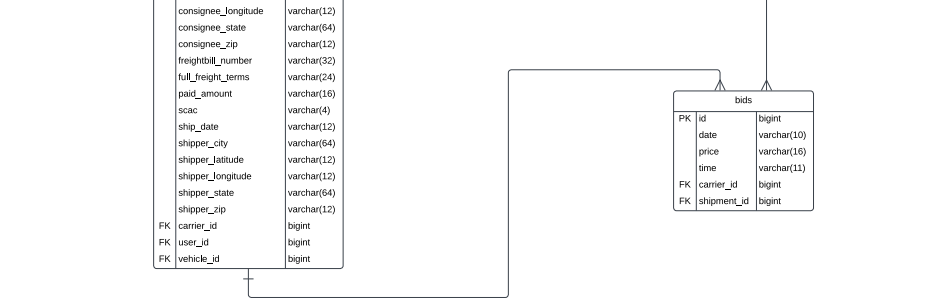 consignee_longitude varchar(12)
consignee_state varchar(64)
consignee_zip varchar(12)
freightbill_number varchar(32)
full_freight_terms varchar(24)
paid_amount varchar(16)
scac varchar(4)
ship_date varchar(12)
shipper_city varchar(64)
shipper_latitude varchar(12)
shipper_longitude varchar(12)
shipper_state varchar(64)
shipper_zip varchar(12)
FK carrier_id bigint
FK user_id bigint
FK vehicle_id bigint
bids
PK id bigint
date varchar(10)
price varchar(16)
time varchar(11)
FK carrier_id bigint
FK shipment_id bigint